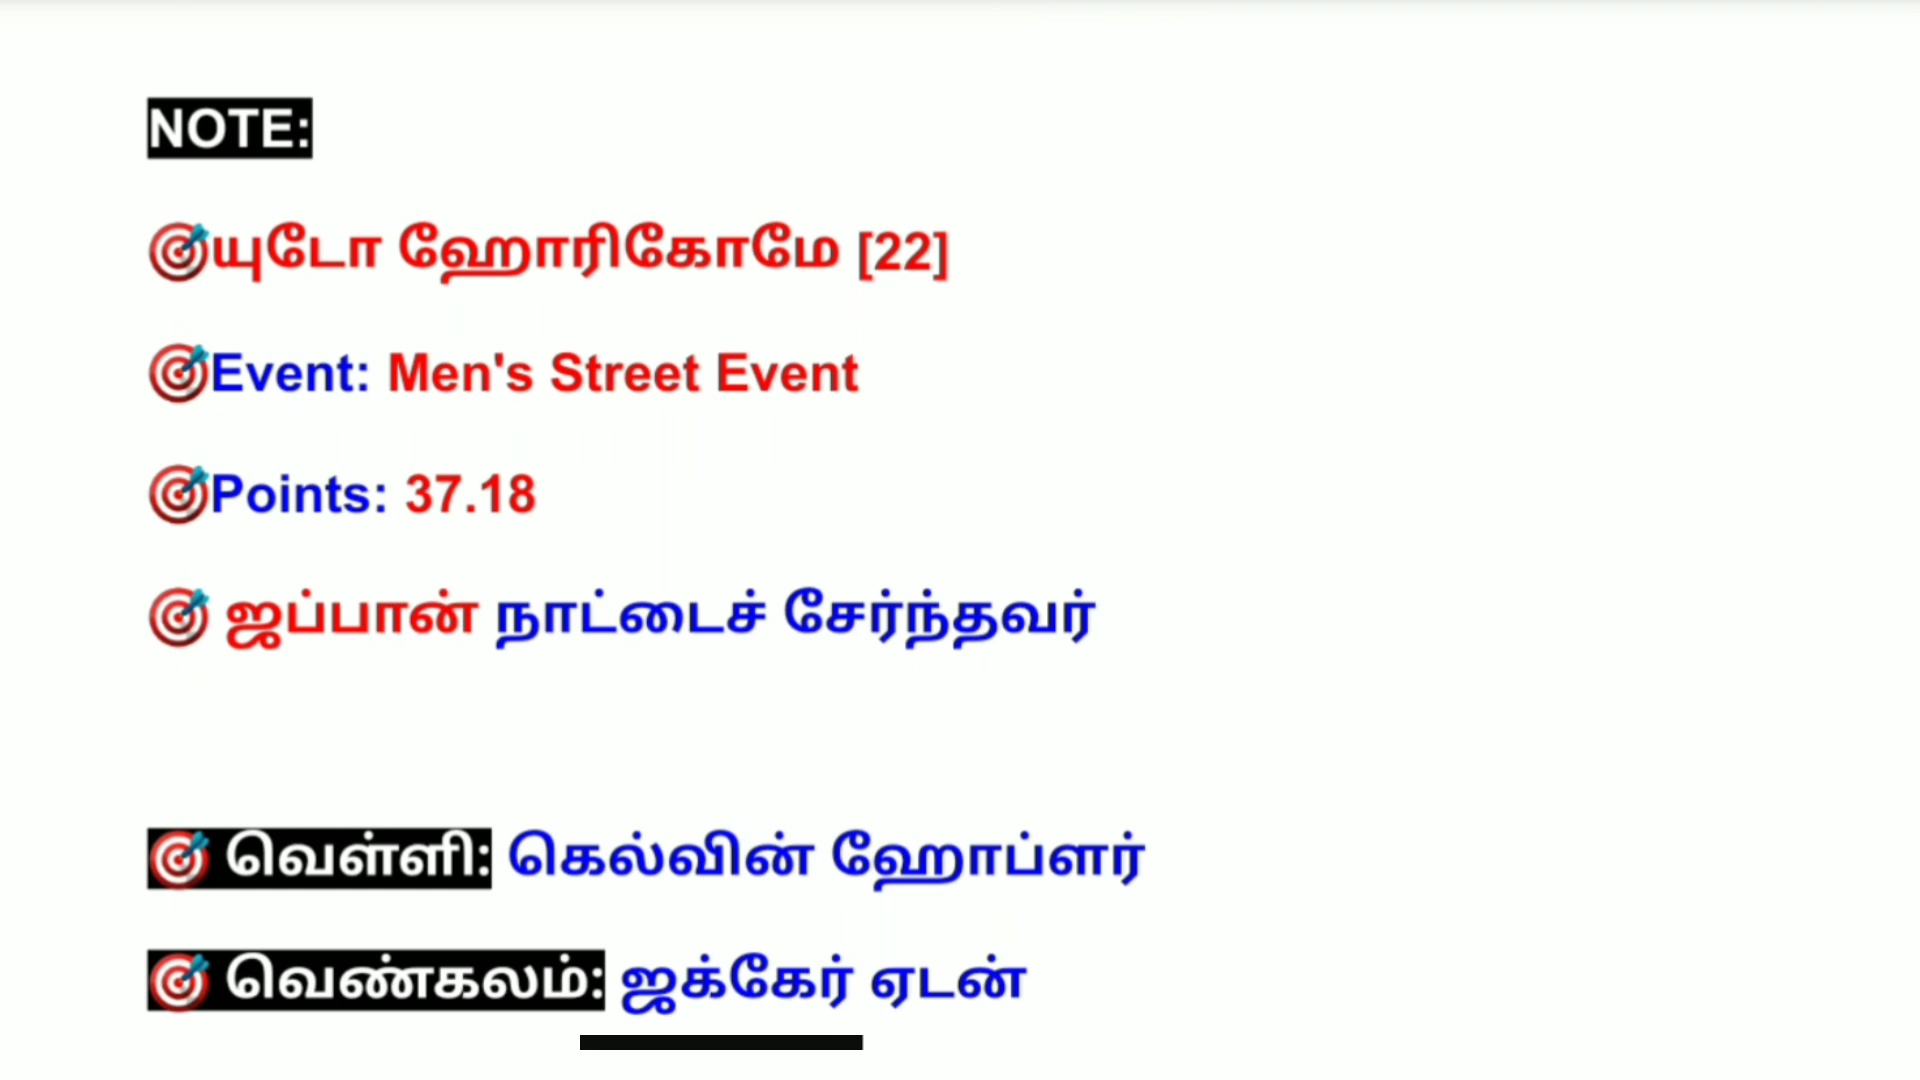 NOTE:
🎯யுடோ ஹோரிகோமே [22]
🎯Event: Men's Street Event
🎯Points: 37.18
🎯 ஜப்பான் நாட்டைச் சேர்ந்தவர்
🎯 வெள்ளி: கெல்வின் ஹோப்ளர்
🎯 வெண்கலம்: ஜக்கேர் ஏடன்